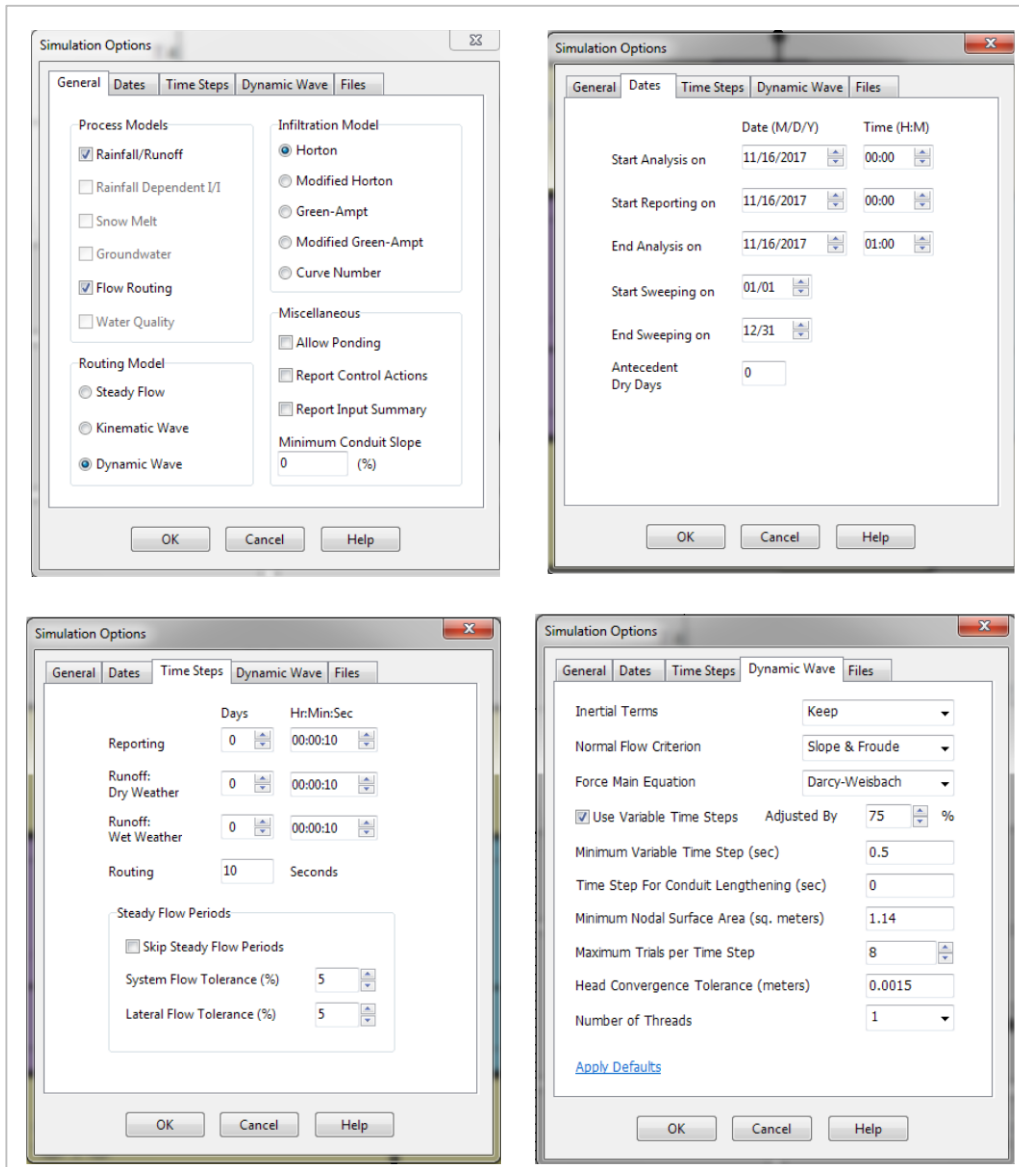 Simulation Options
General Dates Time Steps Dynamic Wave Files
Process Models
Rainfall/Runoff
Rainfall Dependent I/I
Snow Melt
Groundwater
Flow Routing
Water Quality
Routing Model
Steady Flow
Kinematic Wave
Dynamic Wave
Infiltration Model
Horton
Modified Horton
Green-Ampt
Modified Green-Ampt
Curve Number
Miscellaneous
Allow Ponding
Report Control Actions
Report Input Summary
Minimum Conduit Slope
0 (%)
OK Cancel Help
Simulation Options
General Dates Time Steps Dynamic Wave Files
Date (M/D/Y) Time (H:M)
Start Analysis on 11/16/2017 00:00
Start Reporting on 11/16/2017 00:00
End Analysis on 11/16/2017 01:00
Start Sweeping on 01/01
End Sweeping on 12/31
Antecedent
Dry Days 0
OK Cancel Help
Simulation Options
General Dates Time Steps Dynamic Wave Files
Days Hr:Min:Sec
Reporting 0 00:00:10
Runoff:
Dry Weather 0 00:00:10
Runoff:
Wet Weather 0 00:00:10
Routing 10 Seconds
Steady Flow Periods
Skip Steady Flow Periods
System Flow Tolerance (%) 5
Lateral Flow Tolerance (%) 5
OK Cancel Help
Simulation Options
General Dates Time Steps Dynamic Wave Files
Inertial Terms Keep
Normal Flow Criterion Slope & Froude
Force Main Equation Darcy-Weisbach
Use Variable Time Steps Adjusted By 75 %
Minimum Variable Time Step (sec) 0.5
Time Step For Conduit Lengthening (sec) 0
Minimum Nodal Surface Area (sq. meters) 1.14
Maximum Trials per Time Step 8
Head Convergence Tolerance (meters) 0.0015
Number of Threads 1
Apply Defaults
OK Cancel Help